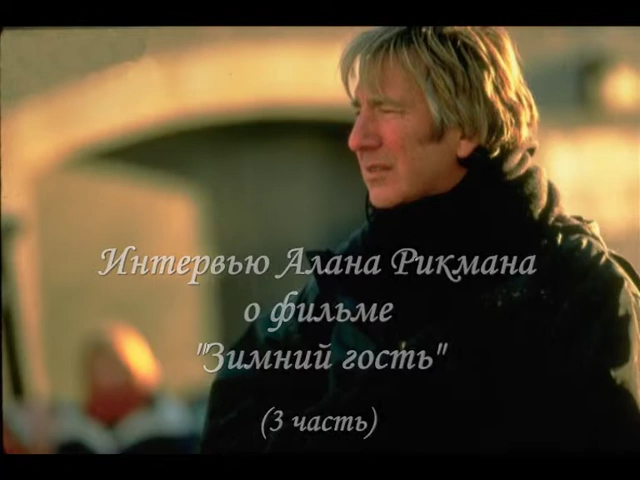 Интервью Алана Рикмана
о фильме
"Зимний гость"
(3 часть)